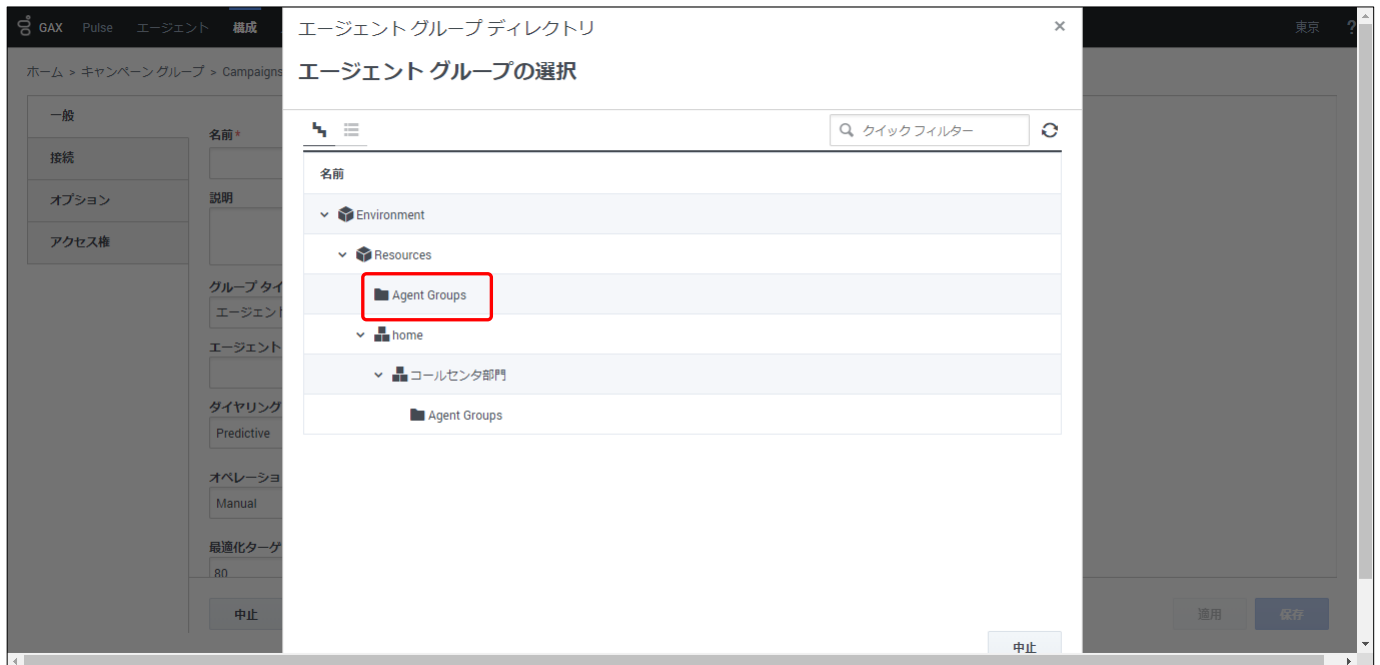 GAX Pulse エージェント 構成
東京 ?
ホーム > キャンペーン グループ > Campaigns
一般
接続
オプション
アクセス権
名前*
説明
グループ タイ
エージェント
エージェント
ダイヤリング
Predictive
オペレーショ
Manual
最適化ターゲ
80
中止
適用
保存
エージェント グループ ディレクトリ
×
エージェント グループの選択
クイック フィルター
名前
Environment
Resources
Agent Groups
home
コールセンタ部門
Agent Groups
中止